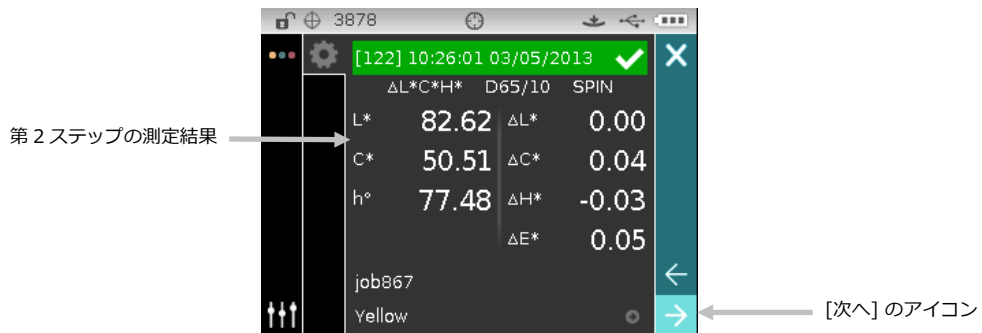 3878
[122] 10:26:01 03/05/2013
ΔL*C*H* D65/10 SPIN
L* 82.62 ΔL* 0.00
第 2 ステップの測定結果
C* 50.51 ΔC* 0.04
h° 77.48 ΔH* -0.03
ΔE* 0.05
job867
Yellow
[次へ] のアイコン